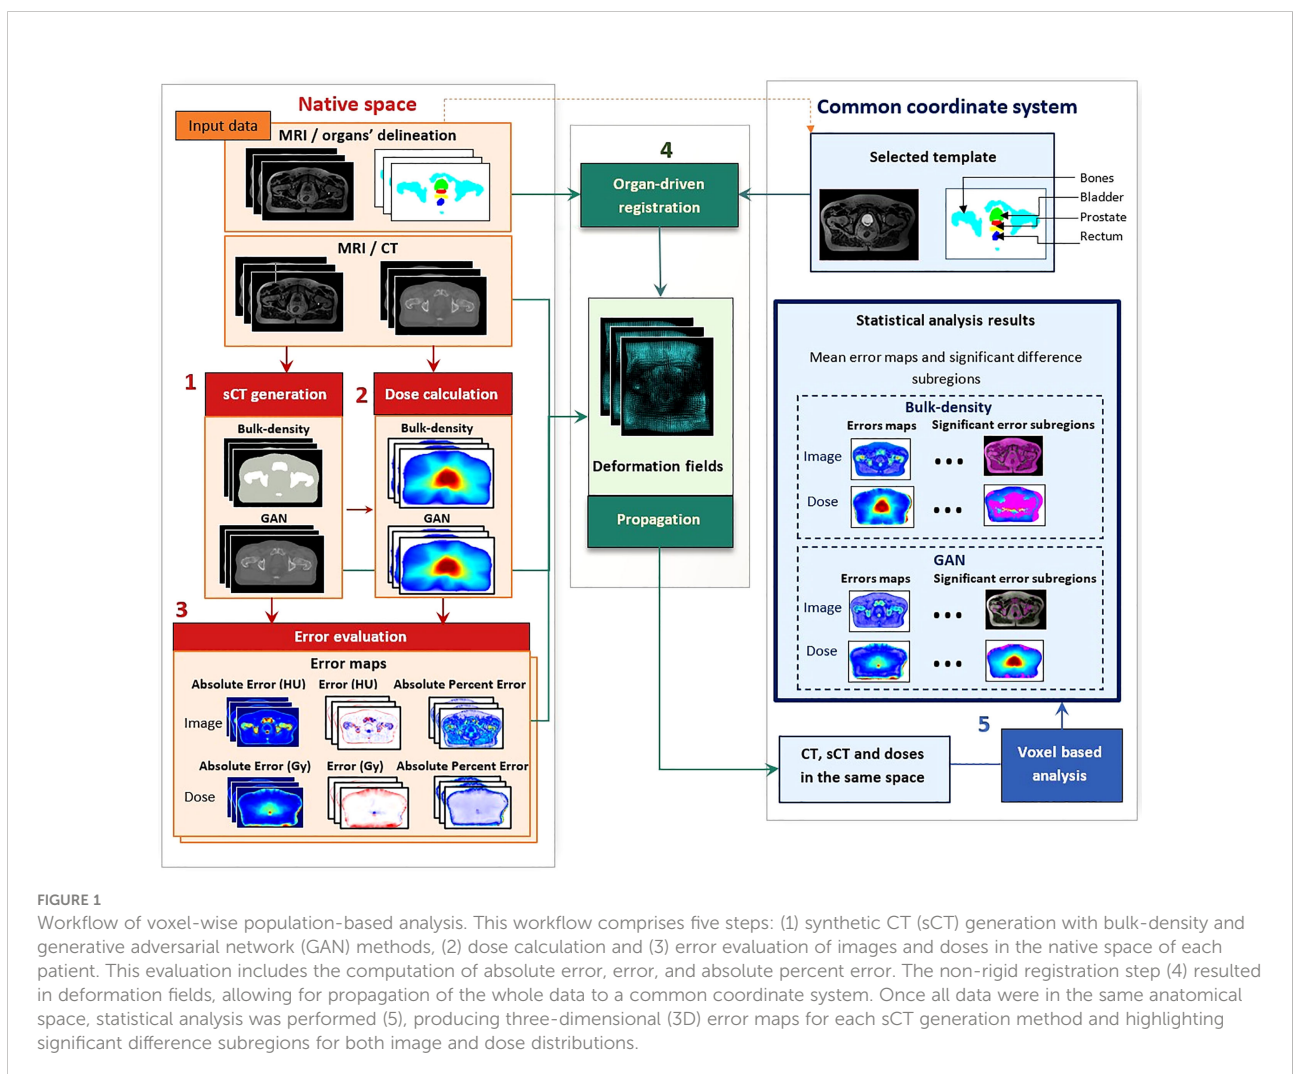 Native space
Input data
MRI / organs' delineation
MRI / CT
1
sCT generation
2
Dose calculation
Bulk-density
GAN
Bulk-density
GAN
3
Error evaluation
Error maps
Absolute Error (HU)
Error (HU)
Absolute Percent Error
Image
Absolute Error (Gy)
Error (Gy)
Absolute Percent Error
Dose
4
Organ-driven
registration
Deformation fields
Propagation
Common coordinate system
Selected template
Bones
Bladder
Prostate
Rectum
Statistical analysis results
Mean error maps and significant difference
subregions
Bulk-density
Errors maps
Significant error subregions
Image
Dose
GAN
Errors maps
Significant error subregions
Image
Dose
5
CT, sCT and doses
in the same space
Voxel based
analysis
FIGURE 1
Workflow of voxel-wise population-based analysis. This workflow comprises five steps: (1) synthetic CT (sCT) generation with bulk-density and
generative adversarial network (GAN) methods, (2) dose calculation and (3) error evaluation of images and doses in the native space of each
patient. This evaluation includes the computation of absolute error, error, and absolute percent error. The non-rigid registration step (4) resulted
in deformation fields, allowing for propagation of the whole data to a common coordinate system. Once all data were in the same anatomical
space, statistical analysis was performed (5), producing three-dimensional (3D) error maps for each sCT generation method and highlighting
significant difference subregions for both image and dose distributions.